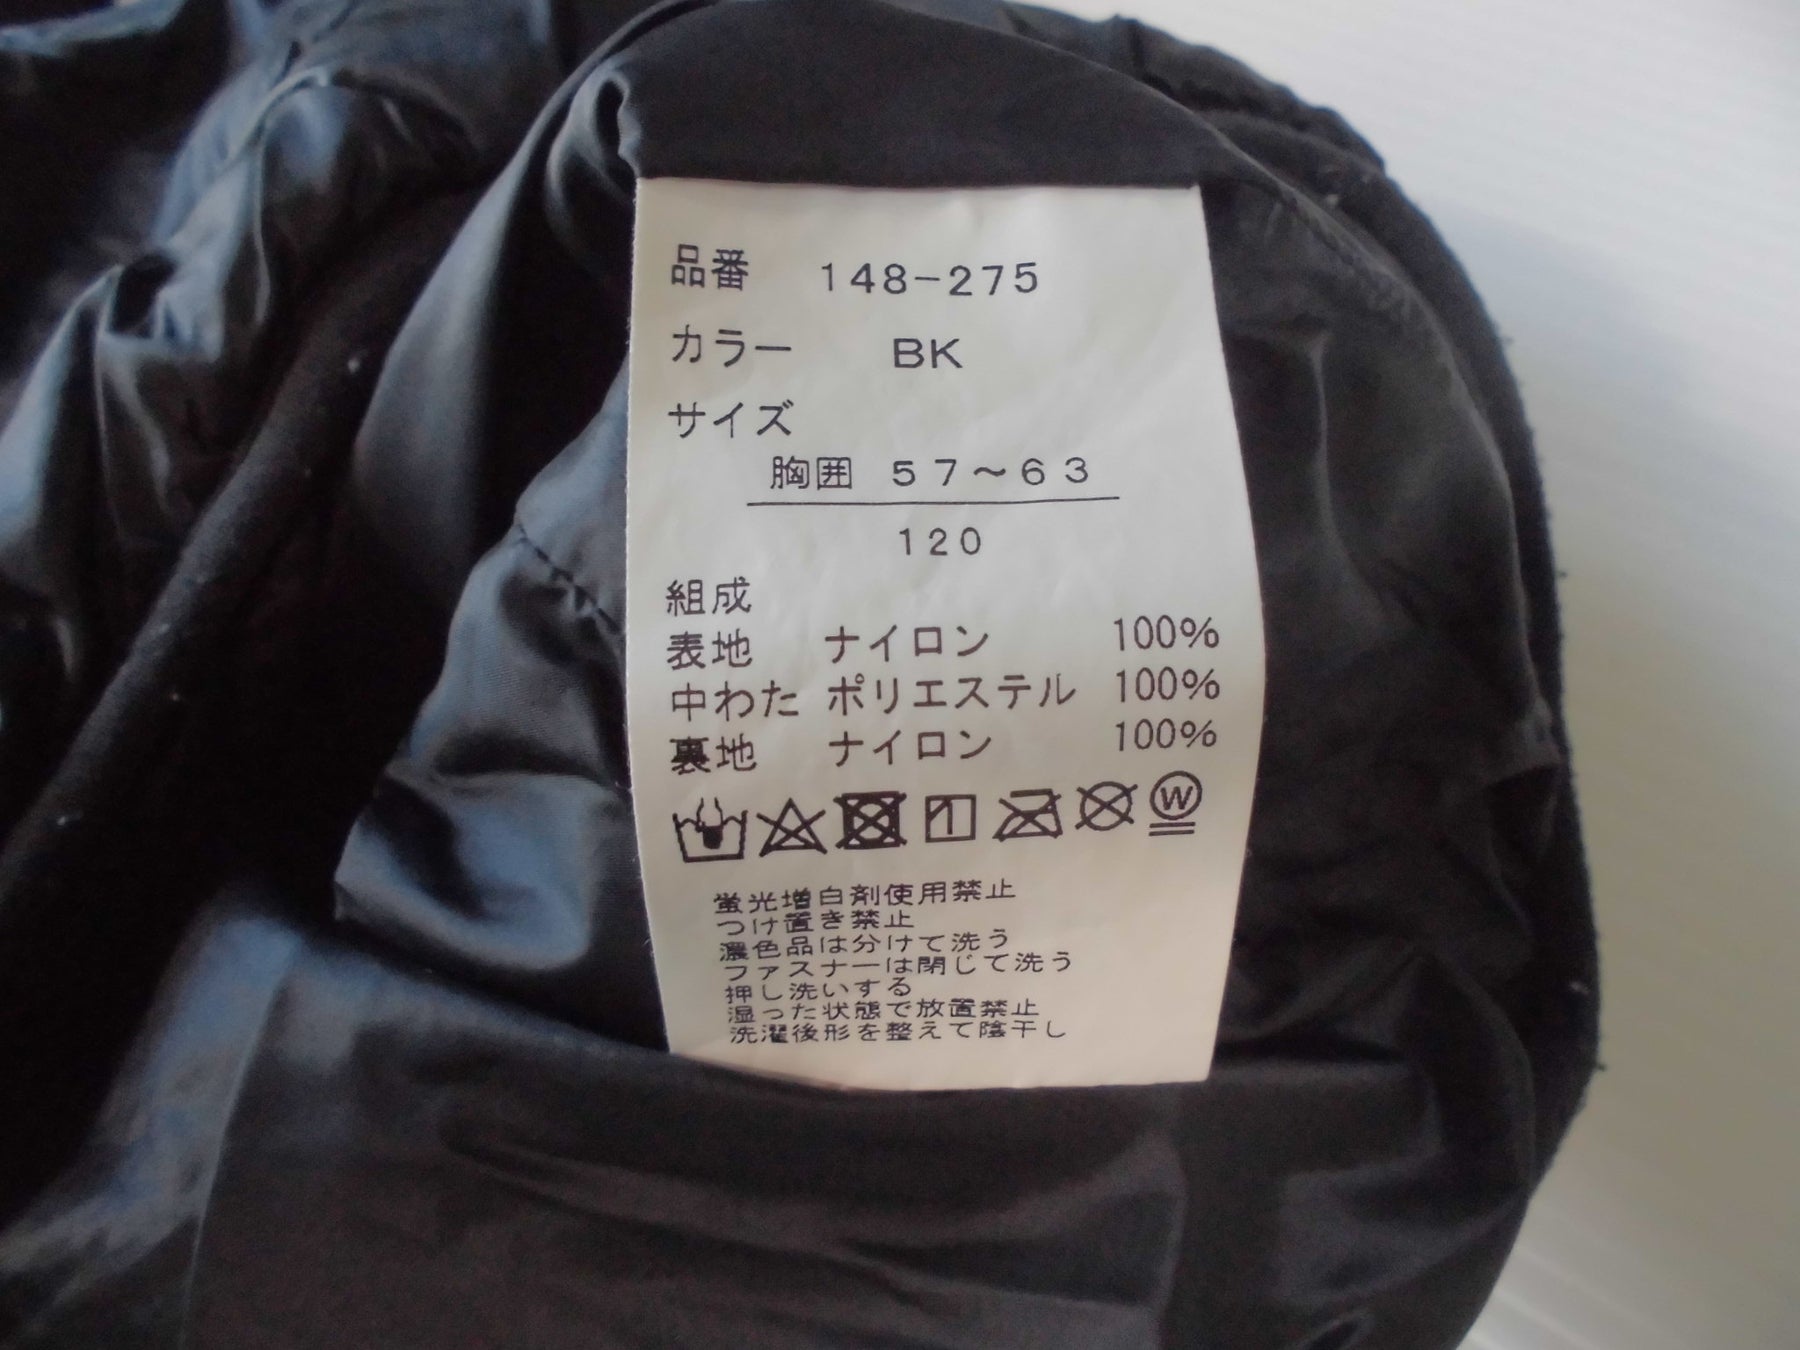 品番 148-275
カラー BK
サイズ
胸囲 57~63
120
組成
表地 ナイロン 100%
中わた ポリエステル 100%
裏地 ナイロン 100%
W
蛍光増白剤使用禁止
つけ置き禁止
濃色品は分けて洗う
ファスナーは閉じて洗う
押し洗いする
湿った状態で放置禁止
洗濯後形を整えて陰干し